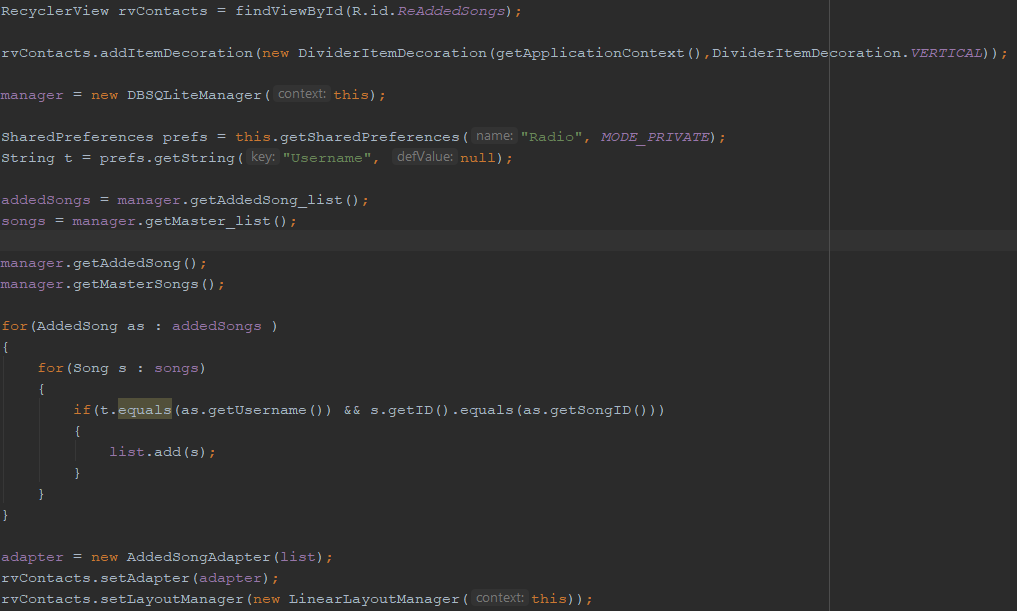 RecyclerView rvContacts = findViewById(R.id.ReAddedSongs);
rvContacts.addItemDecoration(new DividerItemDecoration(getApplicationContext(),DividerItemDecoration.VERTICAL));
manager = new DBSQLiteManager( context: this);
SharedPreferences prefs = this.getSharedPreferences( name: "Radio", MODE_PRIVATE);
String t = prefs.getString( key: "Username", defValue: null);
addedSongs = manager.getAddedSong_list();
songs = manager.getMaster_list();
manager.getAddedSong();
manager.getMasterSongs();
for(AddedSong as : addedSongs )
{
for(Song s : songs)
{
if(t.equals(as.getUsername()) && s.getID().equals(as.getSongID()))
{
list.add(s);
}
}
}
adapter = new AddedSongAdapter(list);
rvContacts.setAdapter(adapter);
rvContacts.setLayoutManager(new LinearLayoutManager( context: this));